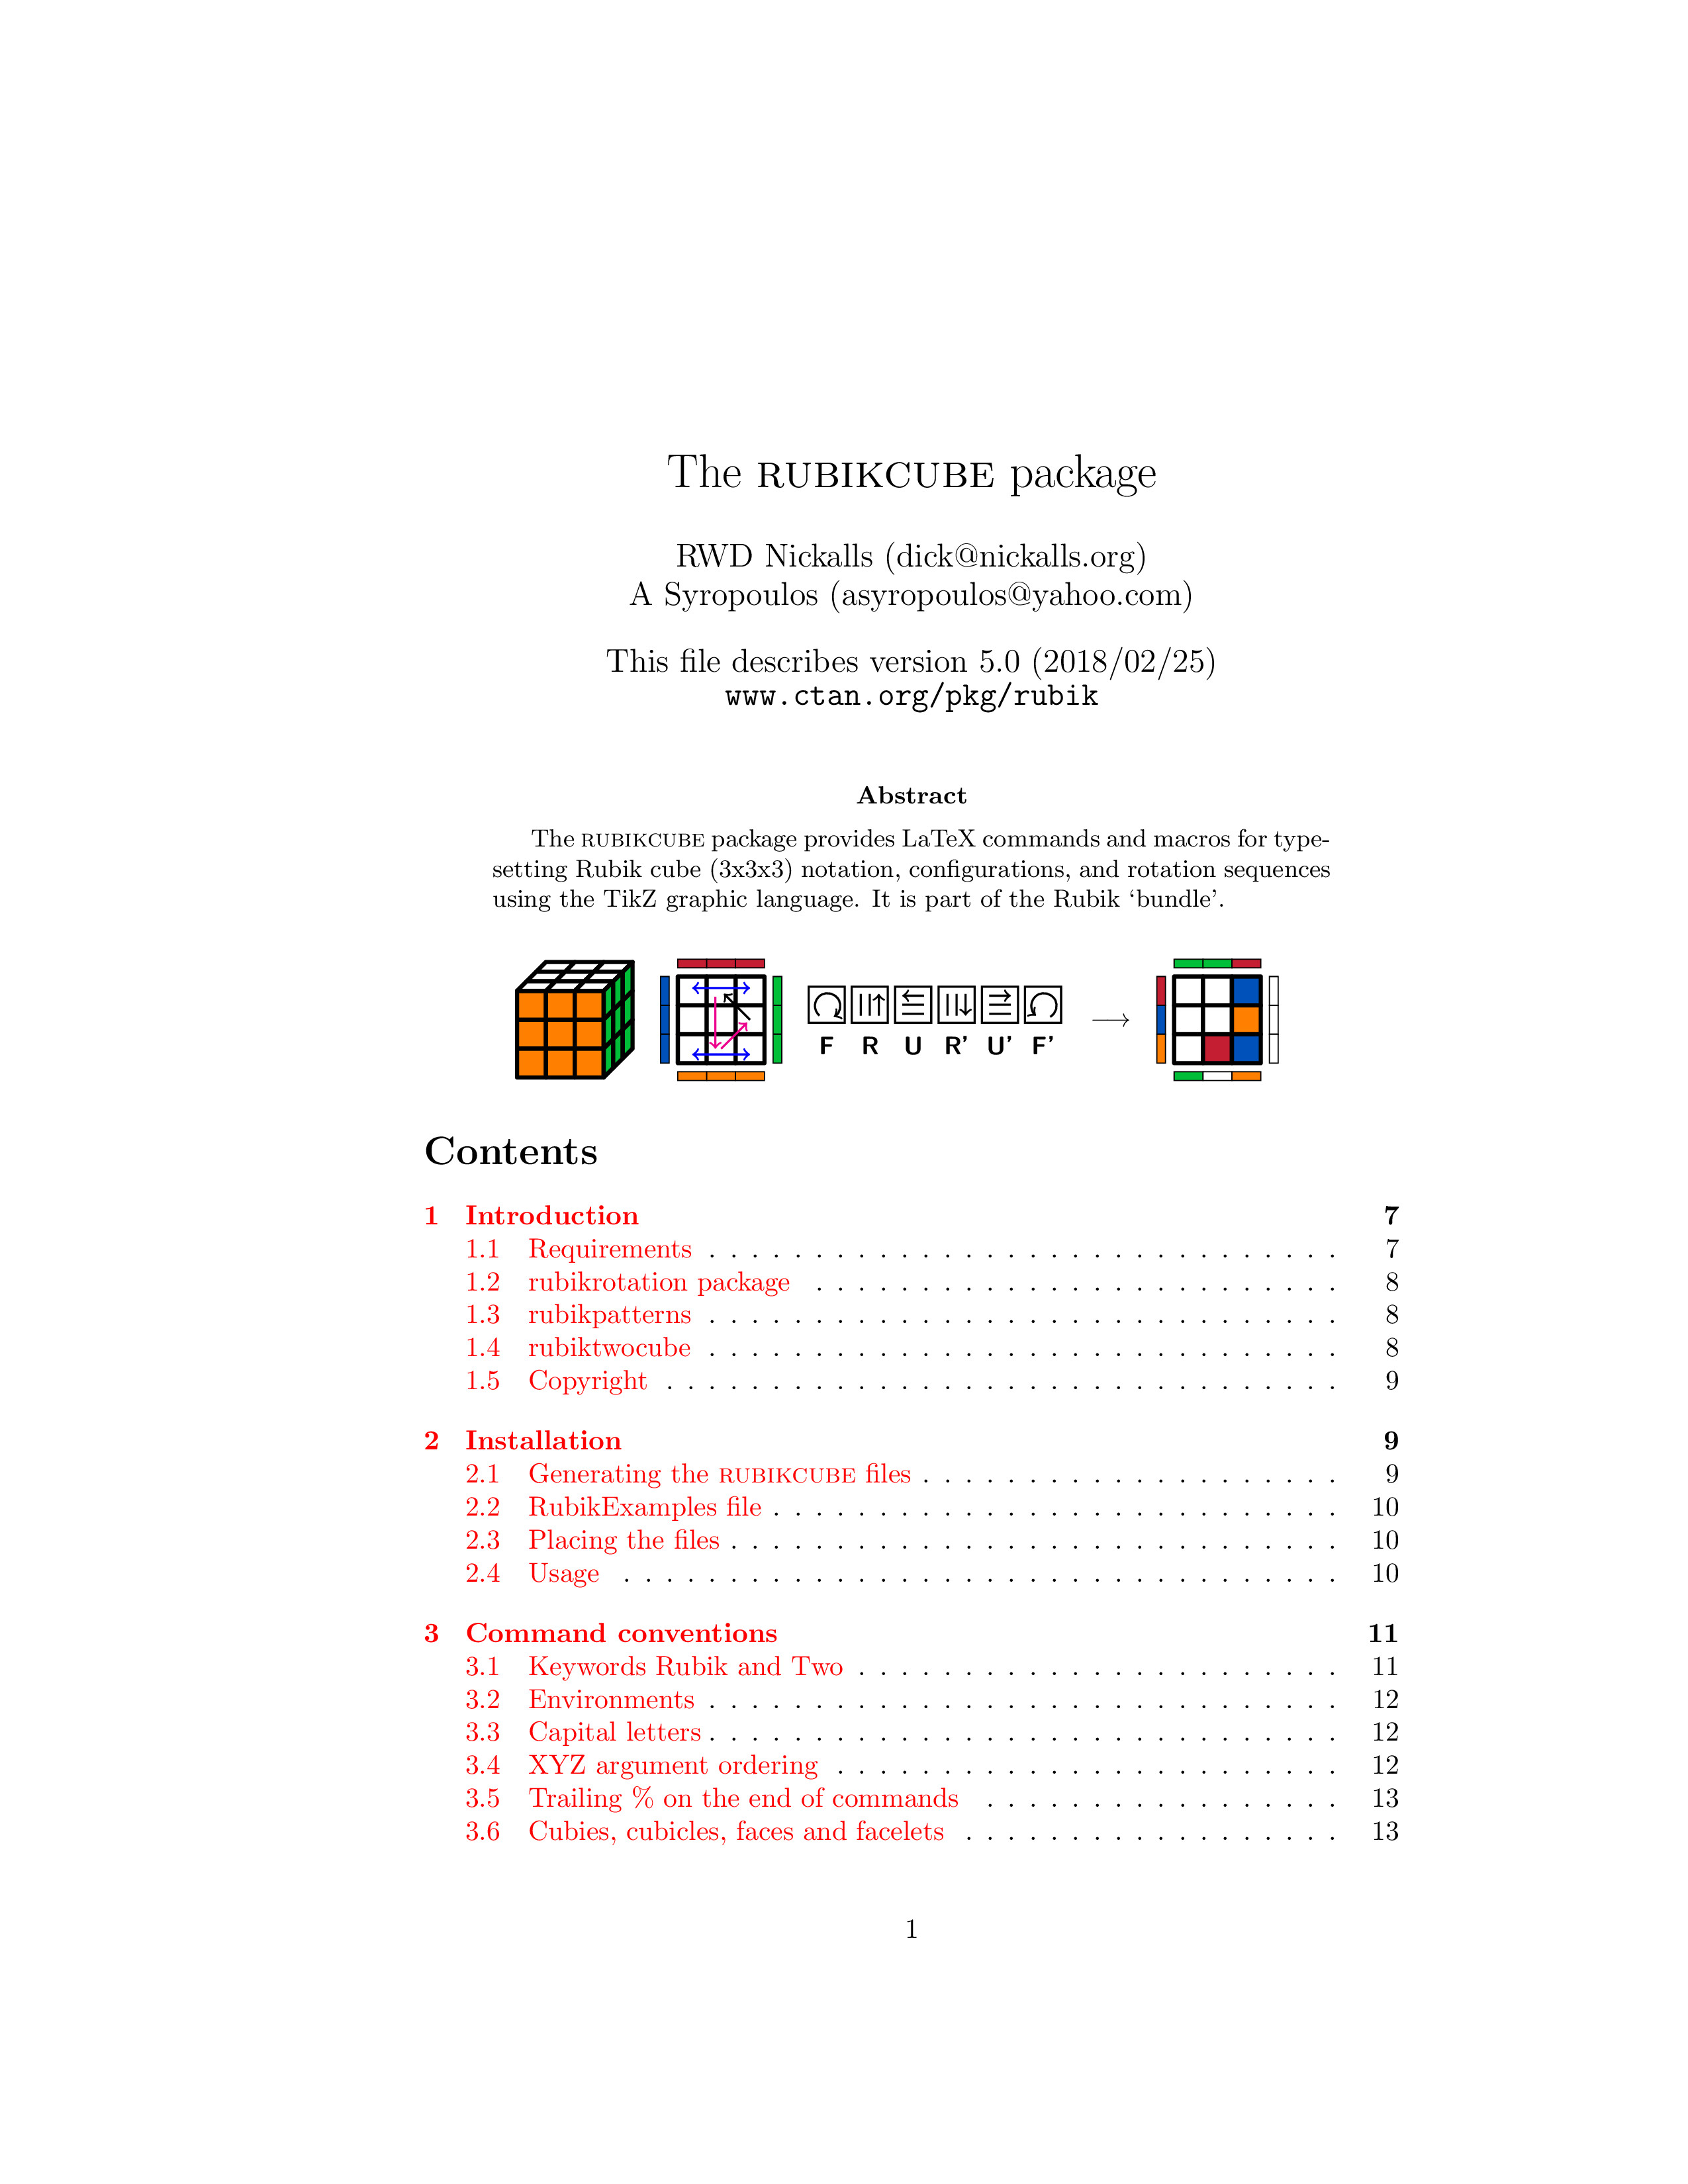 The RUBIKCUBE package
RWD Nickalls (dick@nickalls.org)
A Syropoulos (asyropoulos@yahoo.com)
This file describes version 5.0 (2018/02/25)
www.ctan.org/pkg/rubik
Abstract
The RUBIKCUBE package provides LaTeX commands and macros for type-
setting Rubik cube (3x3x3) notation, configurations, and rotation sequences
using the TikZ graphic language. It is part of the Rubik ‘bundle’.
F R U R' U' F'
Contents
1 Introduction 7
1.1 Requirements . . . . . . . . . . . . . . . . . . . . . . . . . . . . . . 7
1.2 rubikrotation package . . . . . . . . . . . . . . . . . . . . . . . . . 8
1.3 rubikpatterns . . . . . . . . . . . . . . . . . . . . . . . . . . . . . . 8
1.4 rubiktwocube . . . . . . . . . . . . . . . . . . . . . . . . . . . . . . 8
1.5 Copyright . . . . . . . . . . . . . . . . . . . . . . . . . . . . . . . . 9
2 Installation 9
2.1 Generating the RUBIKCUBE files . . . . . . . . . . . . . . . . . . . . 9
2.2 RubikExamples file . . . . . . . . . . . . . . . . . . . . . . . . . . . 10
2.3 Placing the files . . . . . . . . . . . . . . . . . . . . . . . . . . . . . 10
2.4 Usage . . . . . . . . . . . . . . . . . . . . . . . . . . . . . . . . . . 10
3 Command conventions 11
3.1 Keywords Rubik and Two . . . . . . . . . . . . . . . . . . . . . . . 11
3.2 Environments . . . . . . . . . . . . . . . . . . . . . . . . . . . . . . 12
3.3 Capital letters . . . . . . . . . . . . . . . . . . . . . . . . . . . . . . 12
3.4 XYZ argument ordering . . . . . . . . . . . . . . . . . . . . . . . . 12
3.5 Trailing % on the end of commands . . . . . . . . . . . . . . . . . 13
3.6 Cubies, cubicles, faces and facelets . . . . . . . . . . . . . . . . . . 13
1